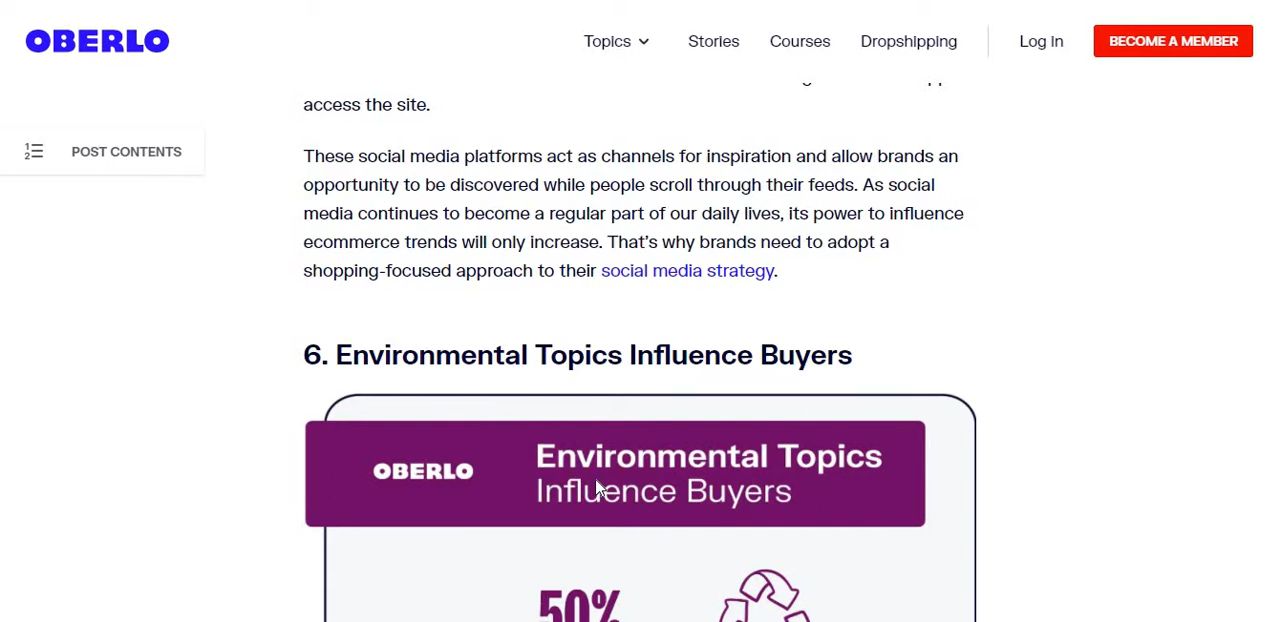 OBERLO
Topics Stories Courses Dropshipping Log In BECOME A MEMBER
access the site.
1 2 POST CONTENTS
These social media platforms act as channels for inspiration and allow brands an
opportunity to be discovered while people scroll through their feeds. As social
media continues to become a regular part of our daily lives, its power to influence
ecommerce trends will only increase. That’s why brands need to adopt a
shopping-focused approach to their social media strategy.
6. Environmental Topics Influence Buyers
OBERLO
Environmental Topics
Influence Buyers
50%